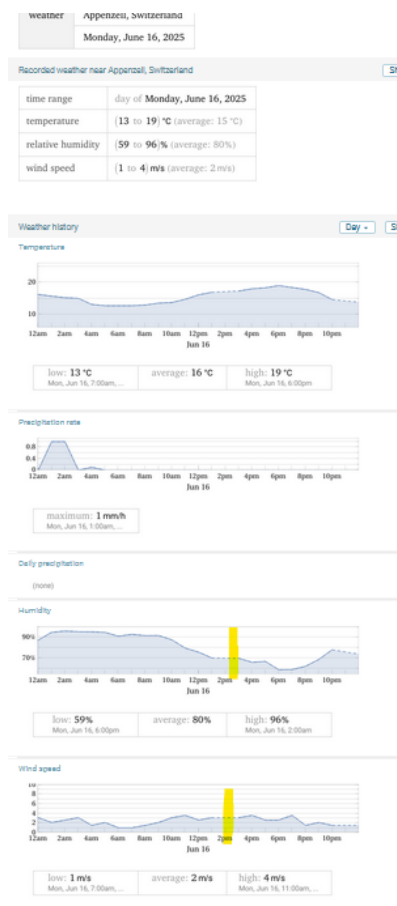 weather
Appenzell, Switzerland
Monday, June 16, 2025
Recorded weather near Appenzell, Switzerland
time range day of Monday, June 16, 2025
temperature (13 to 19) °C (average: 15 °C)
relative humidity (59 to 96)% (average: 80%)
wind speed (1 to 4) m/s (average: 2 m/s)
Weather history Day
Temperature
20
10
12am 2am 4am 6am 8am 10am 12pm 2pm 4pm 6pm 8pm 10pm
Jun 16
low: 13 °C average: 16 °C high: 19 °C
Mon, Jun 16, 7:00am, ... Mon, Jun 16, 6:00pm
Precipitation rate
0.8
0.4
0
12am 2am 4am 6am 8am 10am 12pm 2pm 4pm 6pm 8pm 10pm
Jun 16
maximum: 1 mm/h
Mon, Jun 16, 1:00am, ...
Daily precipitation
(none)
Humidity
90%
70%
12am 2am 4am 6am 8am 10am 12pm 2pm 4pm 6pm 8pm 10pm
Jun 16
low: 59% average: 80% high: 96%
Mon, Jun 16, 6:00pm Mon, Jun 16, 2:00am
Wind speed
10
8
6
4
2
0
12am 2am 4am 6am 8am 10am 12pm 2pm 4pm 6pm 8pm 10pm
Jun 16
low: 1 m/s average: 2 m/s high: 4 m/s
Mon, Jun 16, 7:00am, ... Mon, Jun 16, 11:00am, ...